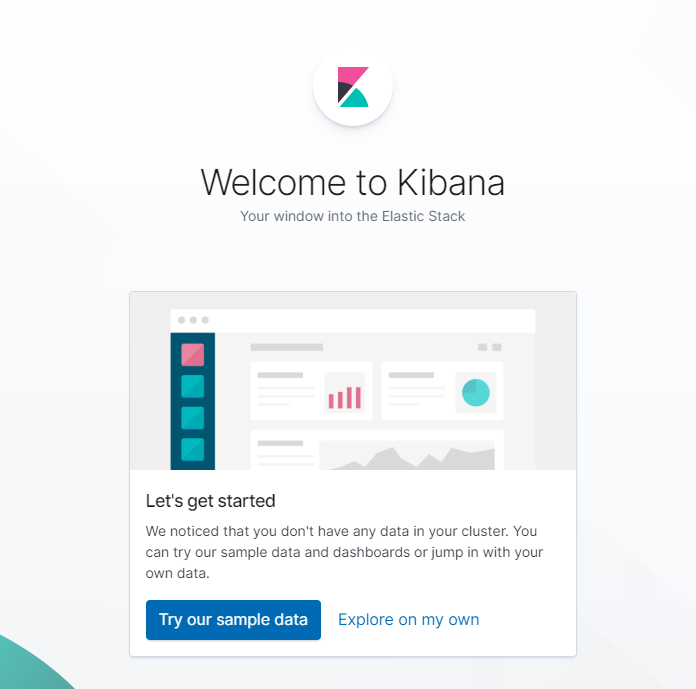 Welcome to Kibana
Your window into the Elastic Stack
Let's get started
We noticed that you don't have any data in your cluster. You
can try our sample data and dashboards or jump in with your
own data.
Try our sample data
Explore on my own